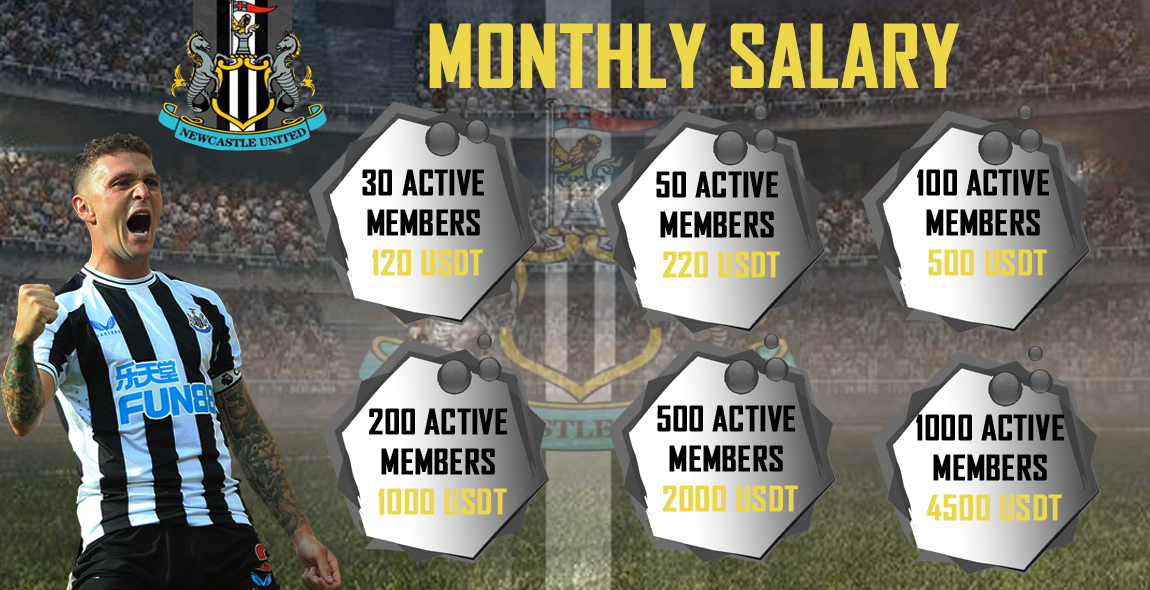 NEWCASTLE UNITED
MONTHLY SALARY
30 ACTIVE
MEMBERS
120 USDT
50 ACTIVE
MEMBERS
220 USDT
100 ACTIVE
MEMBERS
500 USDT
200 ACTIVE
MEMBERS
1000 USDT
500 ACTIVE
MEMBERS
2000 USDT
1000 ACTIVE
MEMBERS
4500 USDT
乐天堂
FUN88